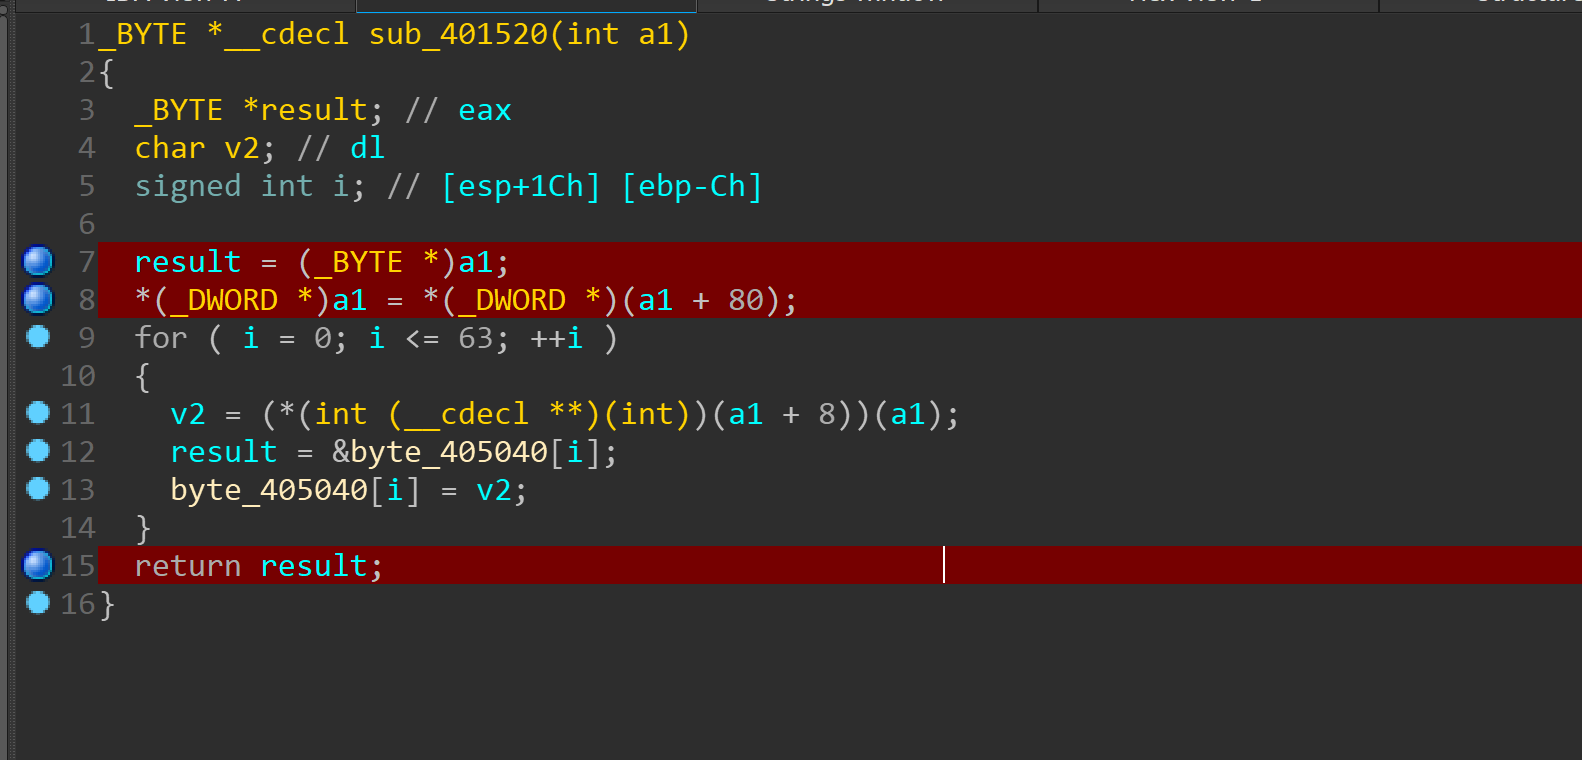 1 _BYTE *__cdecl sub_401520(int a1)
2 {
3 _BYTE *result; // eax
4 char v2; // dl
5 signed int i; // [esp+1Ch] [ebp-Ch]
6
7 result = (_BYTE *)a1;
8 *(_DWORD *)a1 = *(_DWORD *)(a1 + 80);
9 for ( i = 0; i <= 63; ++i )
10 {
11 v2 = (*(int (__cdecl **)(int))(a1 + 8))(a1);
12 result = &byte_405040[i];
13 byte_405040[i] = v2;
14 }
15 return result;
16 }